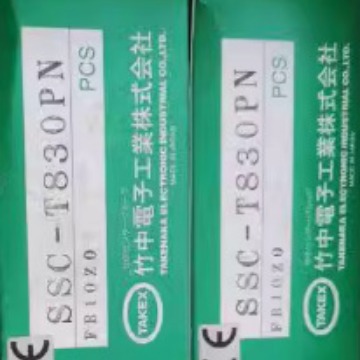 SSC-T830PN
PCS
FB10Z0
CE
TAKEX
竹中電子工業株式会社
TAKENAKA ELECTRONIC INDUSTRIAL CO.,LTD.
MADE IN JAPAN
SSC-T830PN
PCS
FB10Z0
CE
TAKEX
竹中電子工業株式会社
TAKENAKA ELECTRONIC INDUSTRIAL CO.,LTD.
MADE IN JAPAN